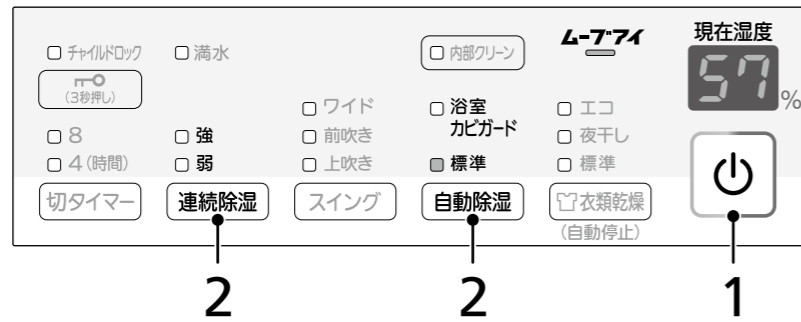 チャイルドロック
(3秒押し)
8
4(時間)
切タイマー
満水
強
弱
連続除湿
ワイド
前吹き
上吹き
スイング
内部クリーン
浴室
カビガード
標準
自動除湿
ムーブアイ
エコ
夜干し
標準
衣類乾燥
(自動停止)
現在湿度
57%
2
2
1